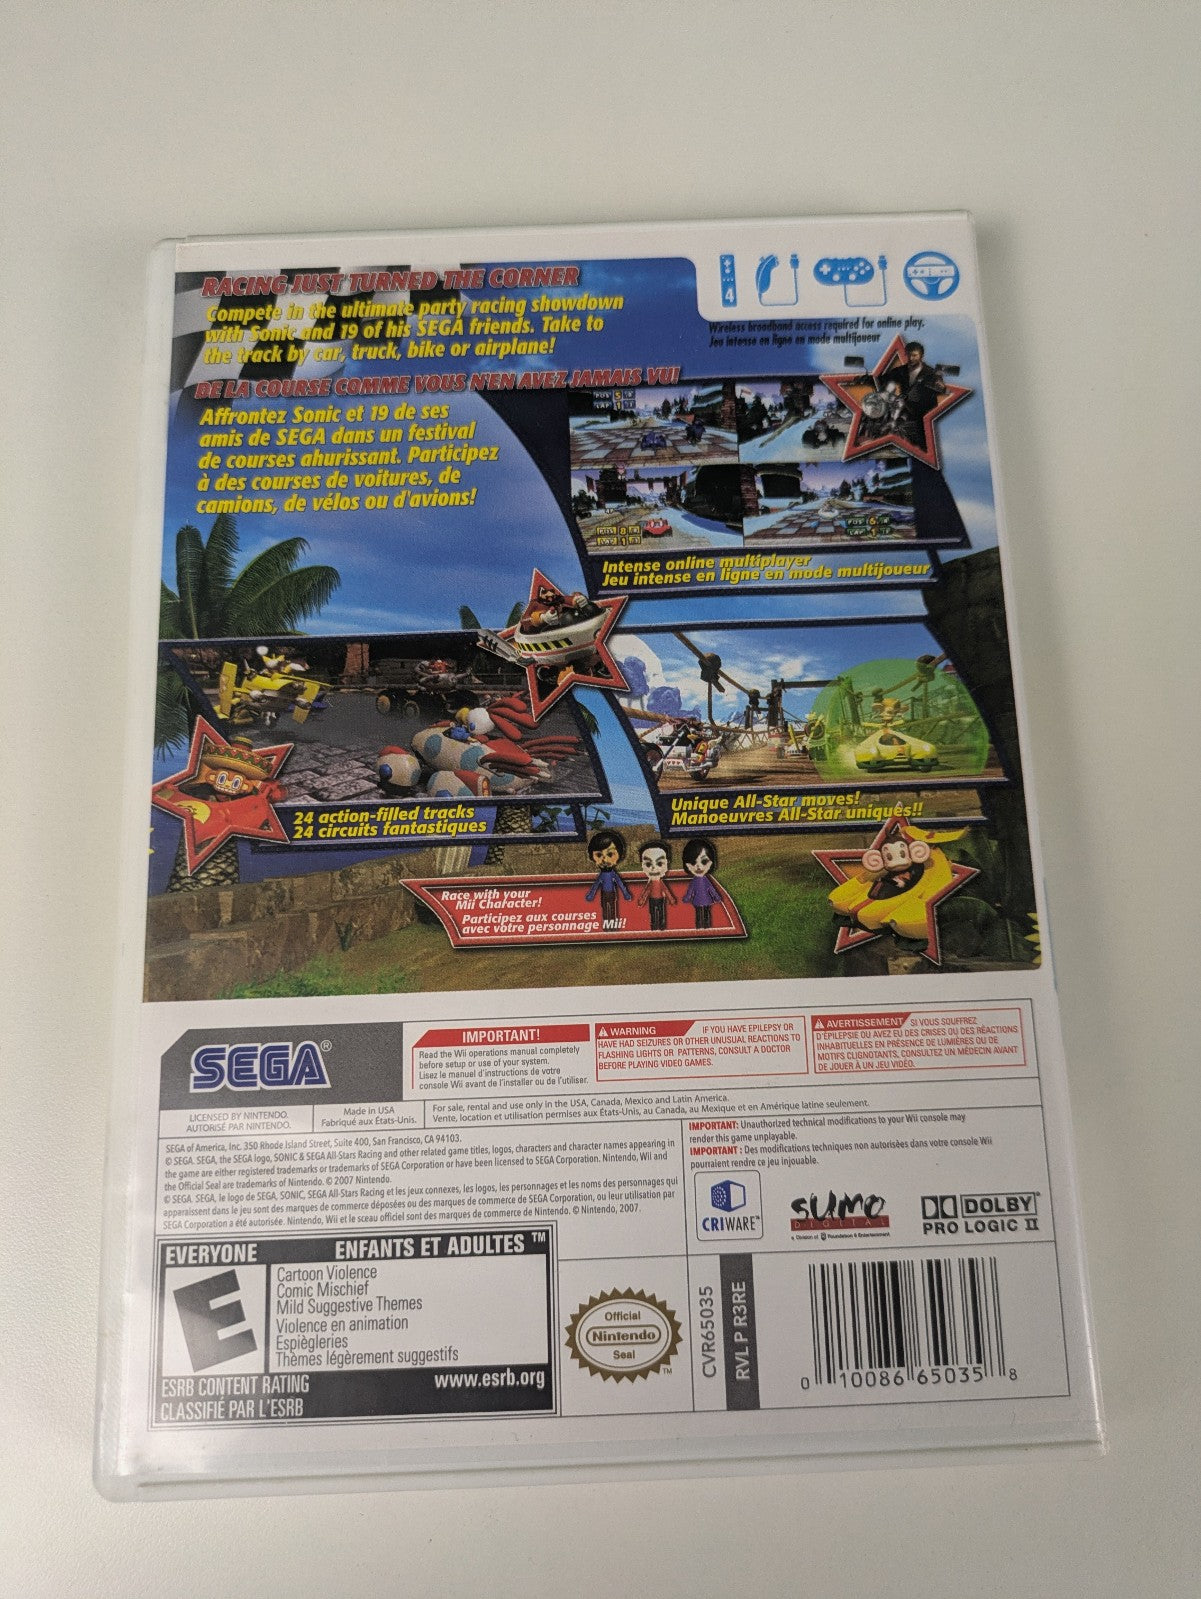 RACING JUST TURNED THE CORNER
Compete in the ultimate party racing showdown
with Sonic and 19 of his SEGA friends. Take to
the track by car, truck, bike or airplane!
DE LA COURSE COMME VOUS N'EN AVEZ JAMAIS VU!
Affrontez Sonic et 19 de ses
amis de SEGA dans un festival
de courses ahurissant. Participez
à des courses de voitures, de
camions, de vélos ou d'avions!
4
Wireless broadband access required for online play.
Jeu intense en ligne en mode multijoueur
Intense online multiplayer
Jeu intense en ligne en mode multijoueur
24 action-filled tracks
24 circuits fantastiques
Unique All-Star moves!
Manoeuvres All-Star uniques!!
Race with your
Mii Character!
Participez aux courses
avec votre personnage Mii!
SEGA®
IMPORTANT!
Read the Wii operations manual completely
before setup or use of your system.
Lisez le manuel d'instructions de votre
console Wii avant de l'installer ou de l'utiliser.
WARNING IF YOU HAVE EPILEPSY OR
HAVE HAD SEIZURES OR OTHER UNUSUAL REACTIONS TO
FLASHING LIGHTS OR PATTERNS, CONSULT A DOCTOR
BEFORE PLAYING VIDEO GAMES.
AVERTISSEMENT SI VOUS SOUFFREZ
D'ÉPILEPSIE OU AVEZ EU DES CRISES OU DES RÉACTIONS
INHABITUELLES EN PRÉSENCE DE LUMIÈRES OU DE
MOTIFS CLIGNOTANTS, CONSULTEZ UN MÉDECIN AVANT
DE JOUER À UN JEU VIDÉO.
LICENSED BY NINTENDO.
AUTORISÉ PAR NINTENDO.
Made in USA
Fabriqué aux États-Unis.
For sale, rental and use only in the USA, Canada, Mexico and Latin America.
Vente, location et utilisation permises aux États-Unis, au Canada, au Mexique et en Amérique latine seulement.
SEGA of America, Inc. 350 Rhode Island Street, Suite 400, San Francisco, CA 94103.
© SEGA. SEGA, the SEGA logo, SONIC & SEGA All-Stars Racing and other related game titles, logos, characters and character names appearing in
the game are either registered trademarks or trademarks of SEGA Corporation or have been licensed to SEGA Corporation. Nintendo, Wii and
the Official Seal are trademarks of Nintendo. © 2007 Nintendo.
© SEGA. SEGA, le logo de SEGA, SONIC, SEGA All-Stars Racing et les jeux connexes, les logos, les personnages et les noms des personnages qui
apparaissent dans le jeu sont des marques de commerce déposées ou des marques de commerce de SEGA Corporation, ou leur utilisation par
SEGA Corporation a été autorisée. Nintendo, Wii et le sceau officiel sont des marques de commerce de Nintendo. © Nintendo, 2007.
IMPORTANT: Unauthorized technical modifications to your Wii console may
render this game unplayable.
IMPORTANT : Des modifications techniques non autorisées dans votre console Wii
pourraient rendre ce jeu injouable.
CRIWARE™
SUMO
DIGITAL
a Division of Foundation 9 Entertainment
DOLBY
PRO LOGIC II
EVERYONE ENFANTS ET ADULTES ™
E
Cartoon Violence
Comic Mischief
Mild Suggestive Themes
Violence en animation
Espiègleries
Thèmes légèrement suggestifs
ESRB CONTENT RATING www.esrb.org
CLASSIFIÉ PAR L'ESRB
Official
Nintendo
Seal
™
CVR65035
RVL P R3RE
0 10086 65035 8